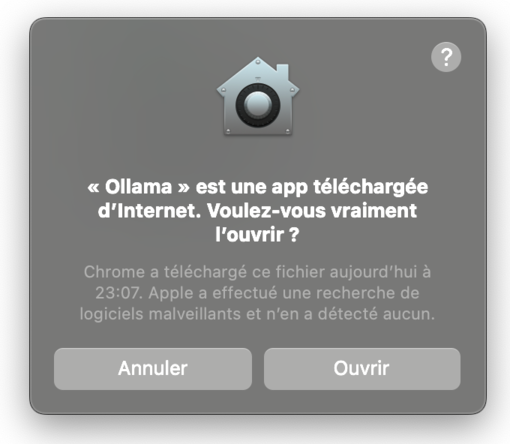 ?
« Ollama » est une app téléchargée
d’Internet. Voulez-vous vraiment
l’ouvrir ?
Chrome a téléchargé ce fichier aujourd’hui à
23:07. Apple a effectué une recherche de
logiciels malveillants et n’en a détecté aucun.
Annuler
Ouvrir